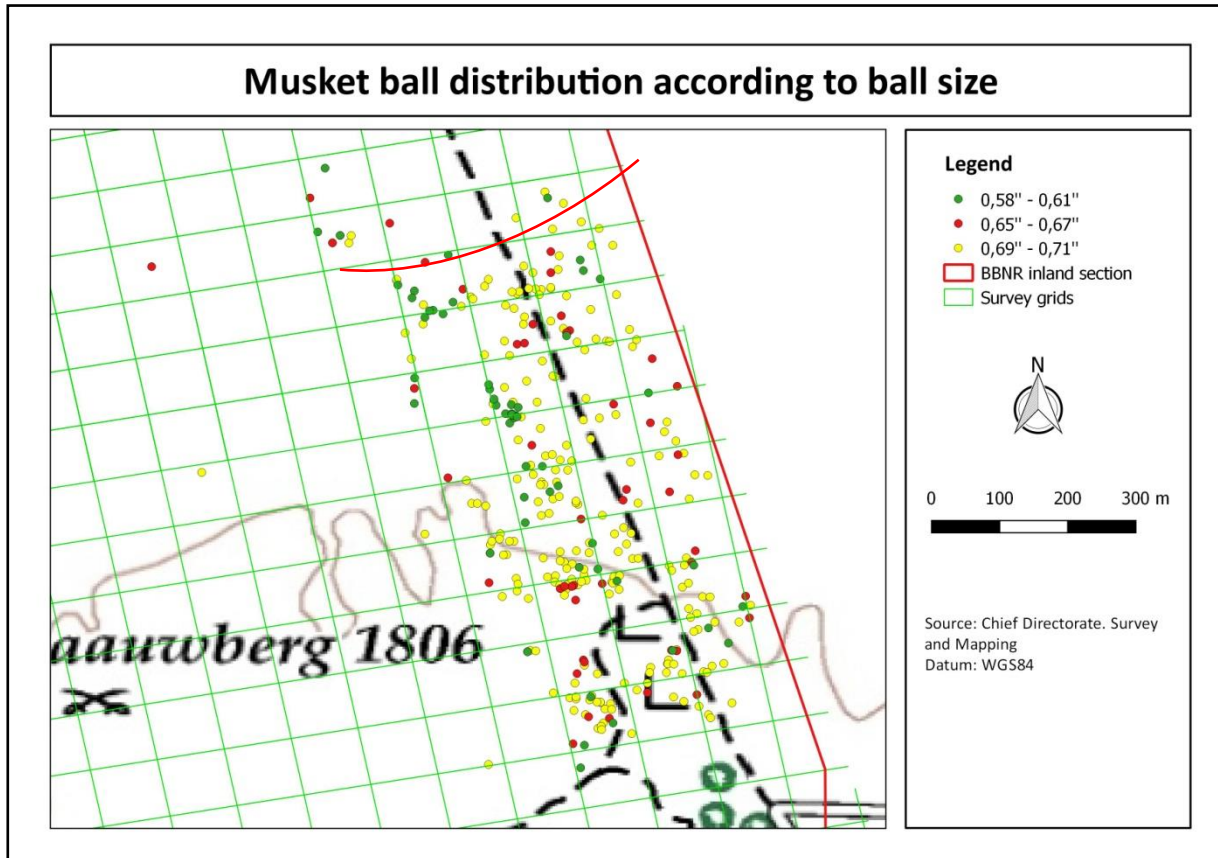 Musket ball distribution according to ball size
aauwberg 1806
Legend
0,58" - 0,61"
0,65" - 0,67"
0,69" - 0,71"
BBNR inland section
Survey grids
N
0 100 200 300 m
Source: Chief Directorate. Survey
and Mapping
Datum: WGS84